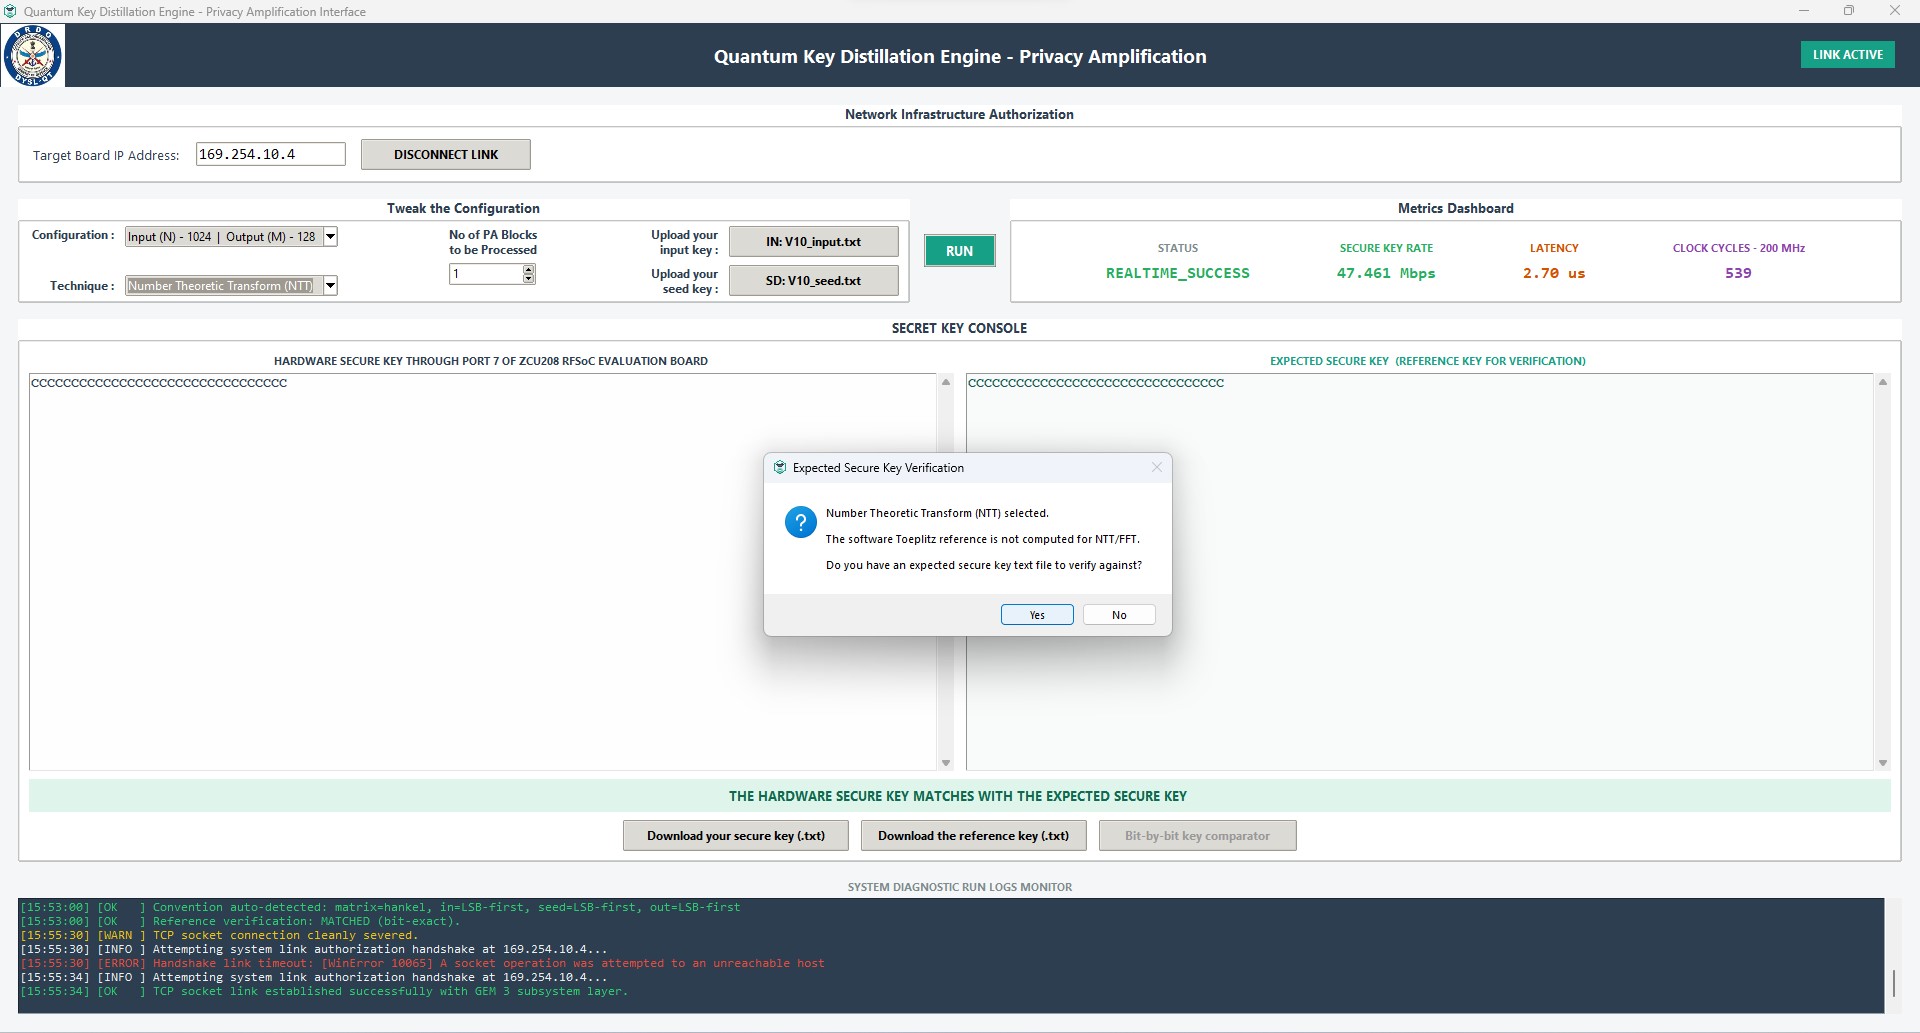 Quantum Key Distillation Engine - Privacy Amplification Interface
DRDO
DYSL-QT
Quantum Key Distillation Engine - Privacy Amplification
LINK ACTIVE
Network Infrastructure Authorization
Target Board IP Address:
169.254.10.4
DISCONNECT LINK
Tweak the Configuration
Configuration :
Input (N) - 1024 | Output (M) - 128
Technique :
Number Theoretic Transform (NTT)
No of PA Blocks
to be Processed
1
Upload your
input key :
IN: V10_input.txt
Upload your
seed key :
SD: V10_seed.txt
RUN
Metrics Dashboard
STATUS
REALTIME_SUCCESS
SECURE KEY RATE
47.461 Mbps
LATENCY
2.70 us
CLOCK CYCLES - 200 MHz
539
SECRET KEY CONSOLE
HARDWARE SECURE KEY THROUGH PORT 7 OF ZCU208 RFSoC EVALUATION BOARD
CCCCCCCCCCCCCCCCCCCCCCCCCCCCCCCC
EXPECTED SECURE KEY (REFERENCE KEY FOR VERIFICATION)
CCCCCCCCCCCCCCCCCCCCCCCCCCCCCCCC
Expected Secure Key Verification
Number Theoretic Transform (NTT) selected.
The software Toeplitz reference is not computed for NTT/FFT.
Do you have an expected secure key text file to verify against?
Yes
No
THE HARDWARE SECURE KEY MATCHES WITH THE EXPECTED SECURE KEY
Download your secure key (.txt)
Download the reference key (.txt)
Bit-by-bit key comparator
SYSTEM DIAGNOSTIC RUN LOGS MONITOR
[15:53:00] [OK   ] Convention auto-detected: matrix=hankel, in=LSB-first, seed=LSB-first, out=LSB-first
[15:53:00] [OK   ] Reference verification: MATCHED (bit-exact).
[15:55:30] [WARN ] TCP socket connection cleanly severed.
[15:55:30] [INFO ] Attempting system link authorization handshake at 169.254.10.4...
[15:55:30] [ERROR] Handshake link timeout: [WinError 10065] A socket operation was attempted to an unreachable host
[15:55:34] [INFO ] Attempting system link authorization handshake at 169.254.10.4...
[15:55:34] [OK   ] TCP socket link established successfully with GEM 3 subsystem layer.